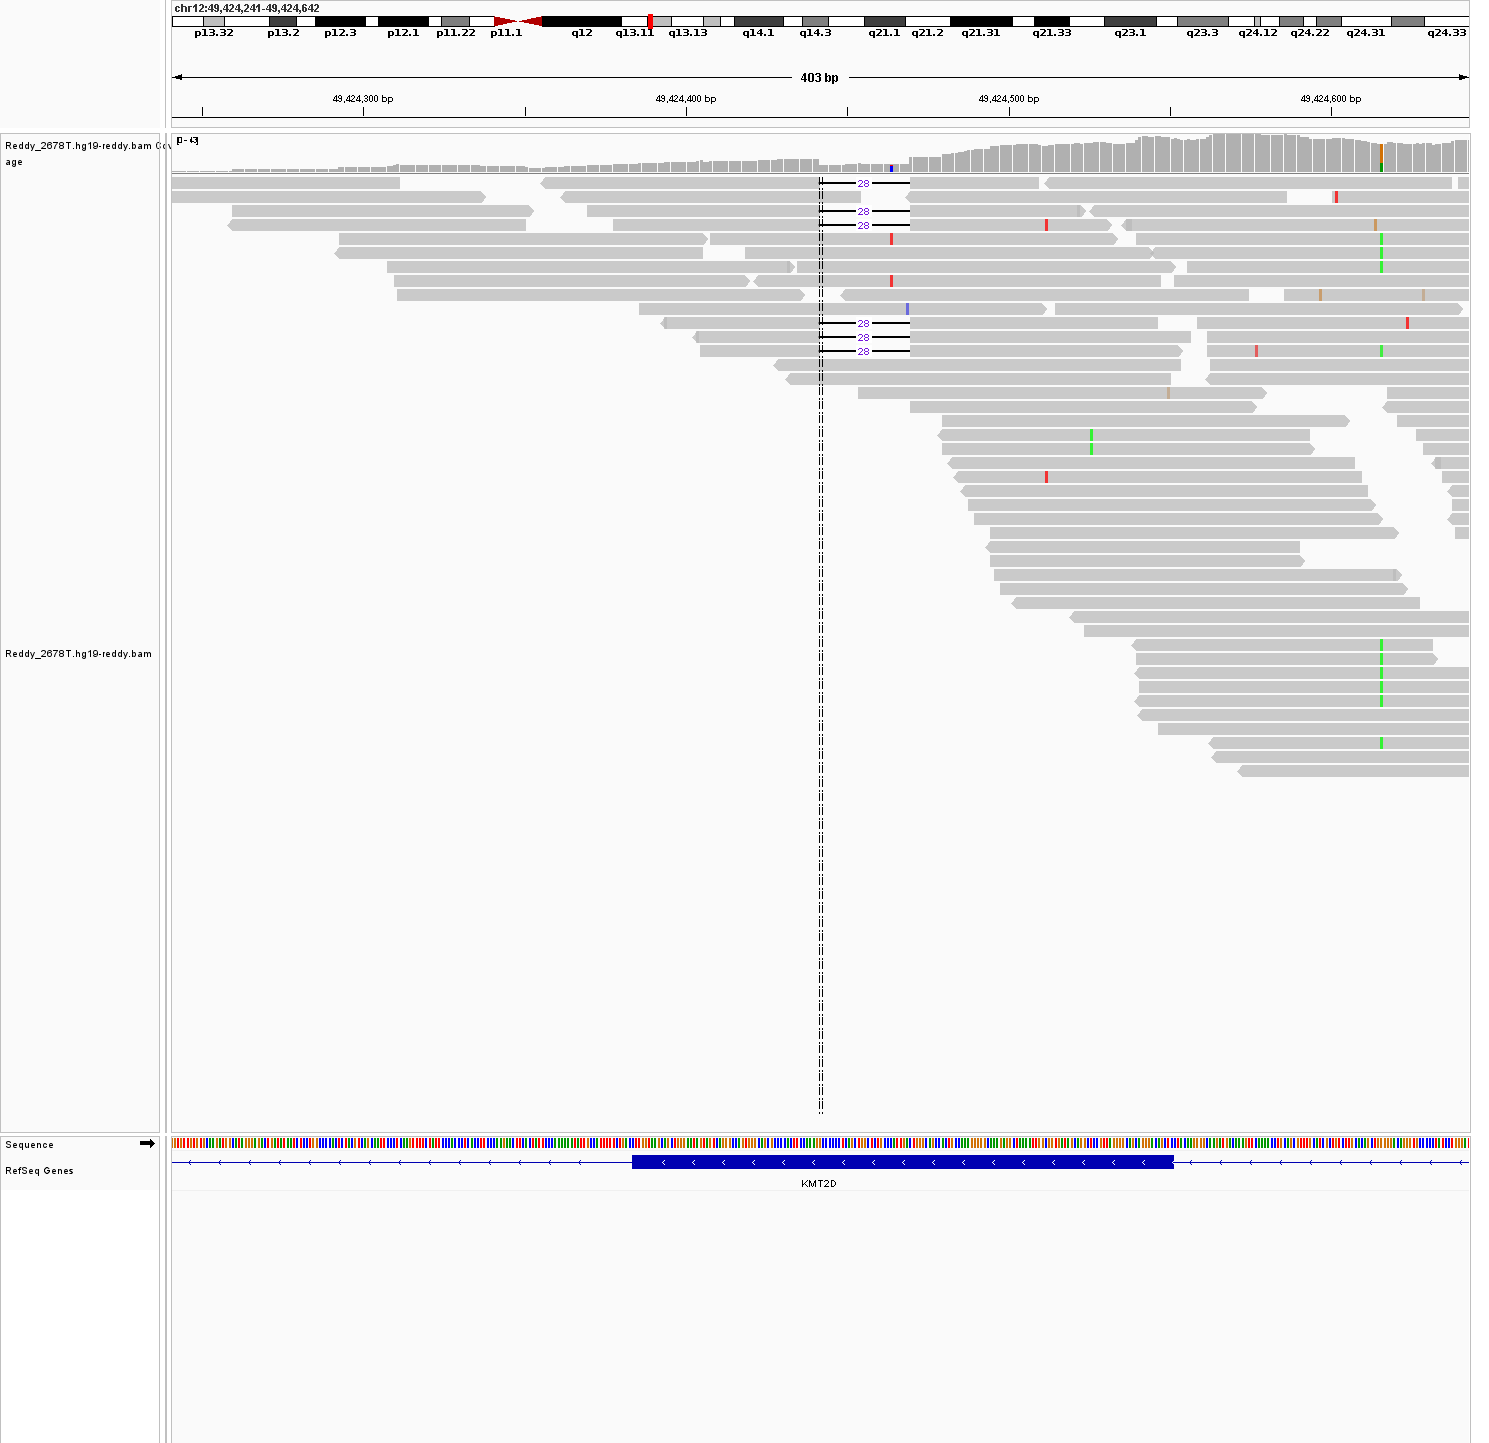 chr12:49,424,241-49,424,642
p13.32 p13.2 p12.3 p12.1 p11.22 p11.1 q12 q13.11 q13.13 q14.1 q14.3 q21.1 q21.2 q21.31 q21.33 q23.1 q23.3 q24.12 q24.22 q24.31 q24.33
403 bp
49,424,300 bp 49,424,400 bp 49,424,500 bp 49,424,600 bp
Reddy_2678T.hg19-reddy.bam Cov
age
[0 - 43]
28
28
28
28
28
28
Reddy_2678T.hg19-reddy.bam
Sequence
RefSeq Genes
KMT2D